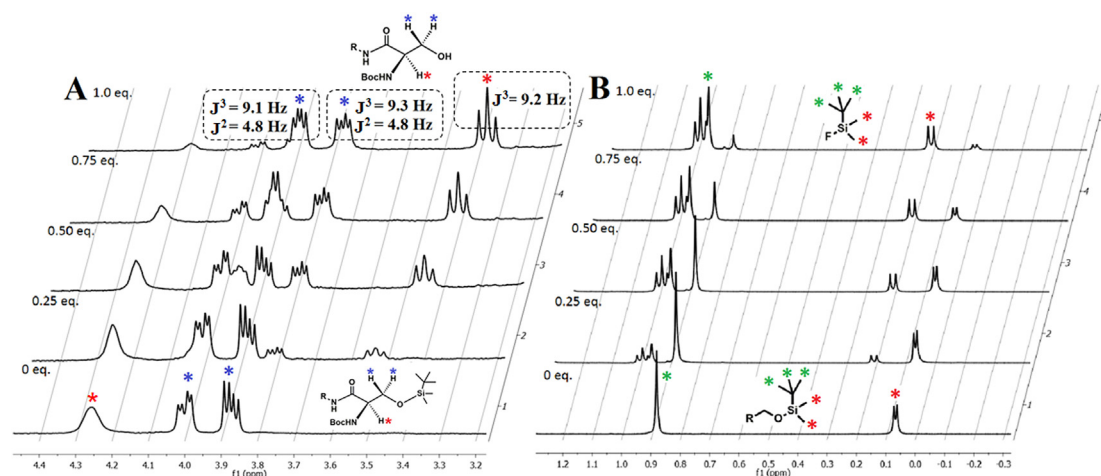 A
1.0 eq.
J³ = 9.1 Hz
J² = 4.8 Hz
J³ = 9.3 Hz
J² = 4.8 Hz
J³ = 9.2 Hz
H H
O
R
N
H
OH
BocHN
H
0.75 eq.
0.50 eq.
0.25 eq.
0 eq.
H H
O
R
N
H
O
Si
BocHN
H
5
4
3
2
1
4.4 4.3 4.2 4.1 4.0 3.9 3.8 3.7 3.6 3.5 3.4 3.3 3.2
f1 (ppm)
B
1.0 eq.
Si
F
0.75 eq.
0.50 eq.
0.25 eq.
0 eq.
Si
R
O
5
4
3
2
1
1.2 1.1 1.0 0.9 0.8 0.7 0.6 0.5 0.4 0.3 0.2 0.1 0.0 -0.1 -0.2 -0.3
f1 (ppm)